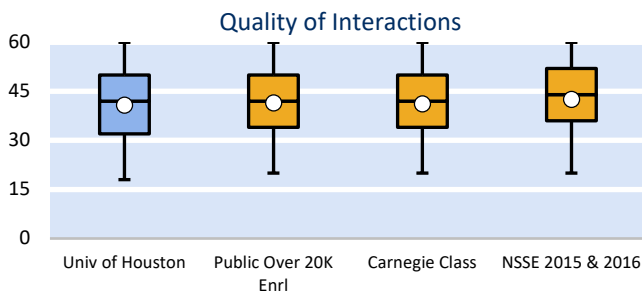 Quality of Interactions
60
45
30
15
0
Univ of Houston
Public Over 20K
Enrl
Carnegie Class
NSSE 2015 & 2016